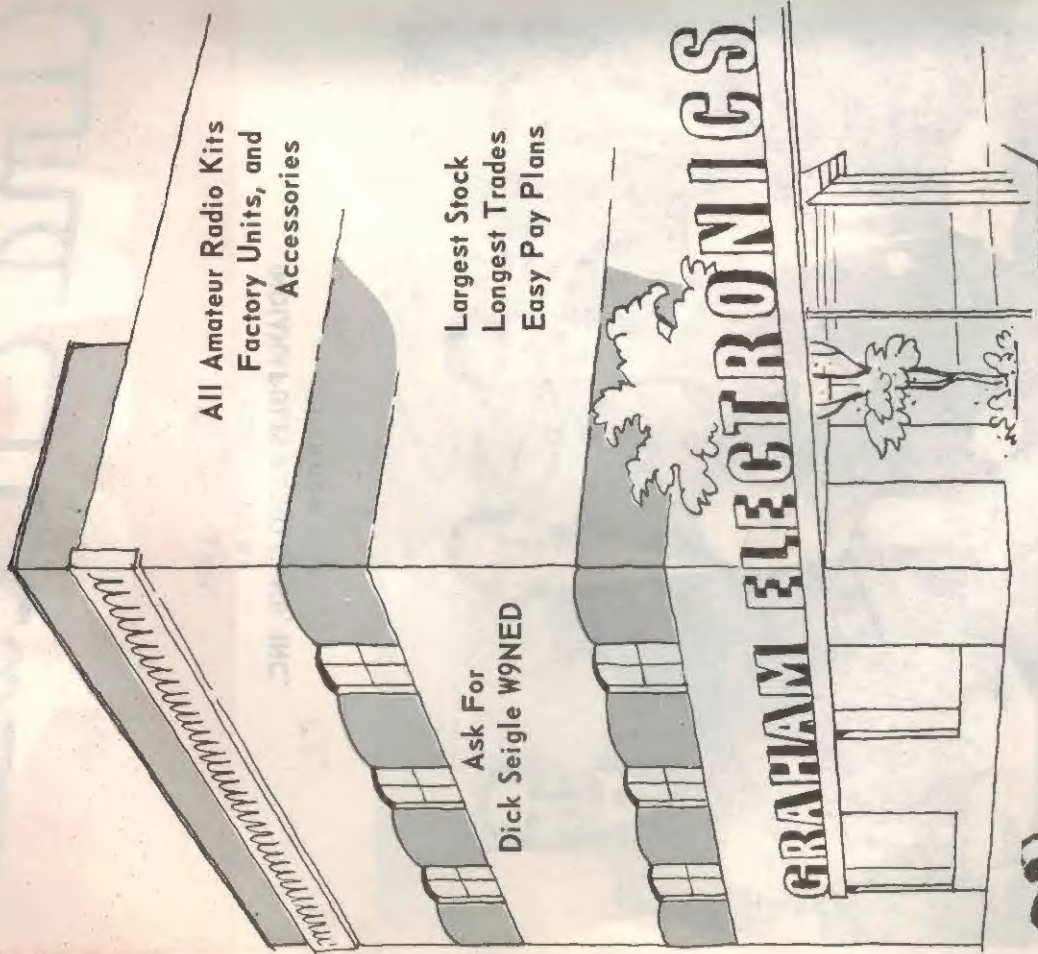 All Amateur Radio Kits
Factory Units, and
Accessories
Largest Stock
Longest Trades
Easy Pay Plans
Ask For
Dick Seigle W9NED
GRAHAM ELECTRONICS